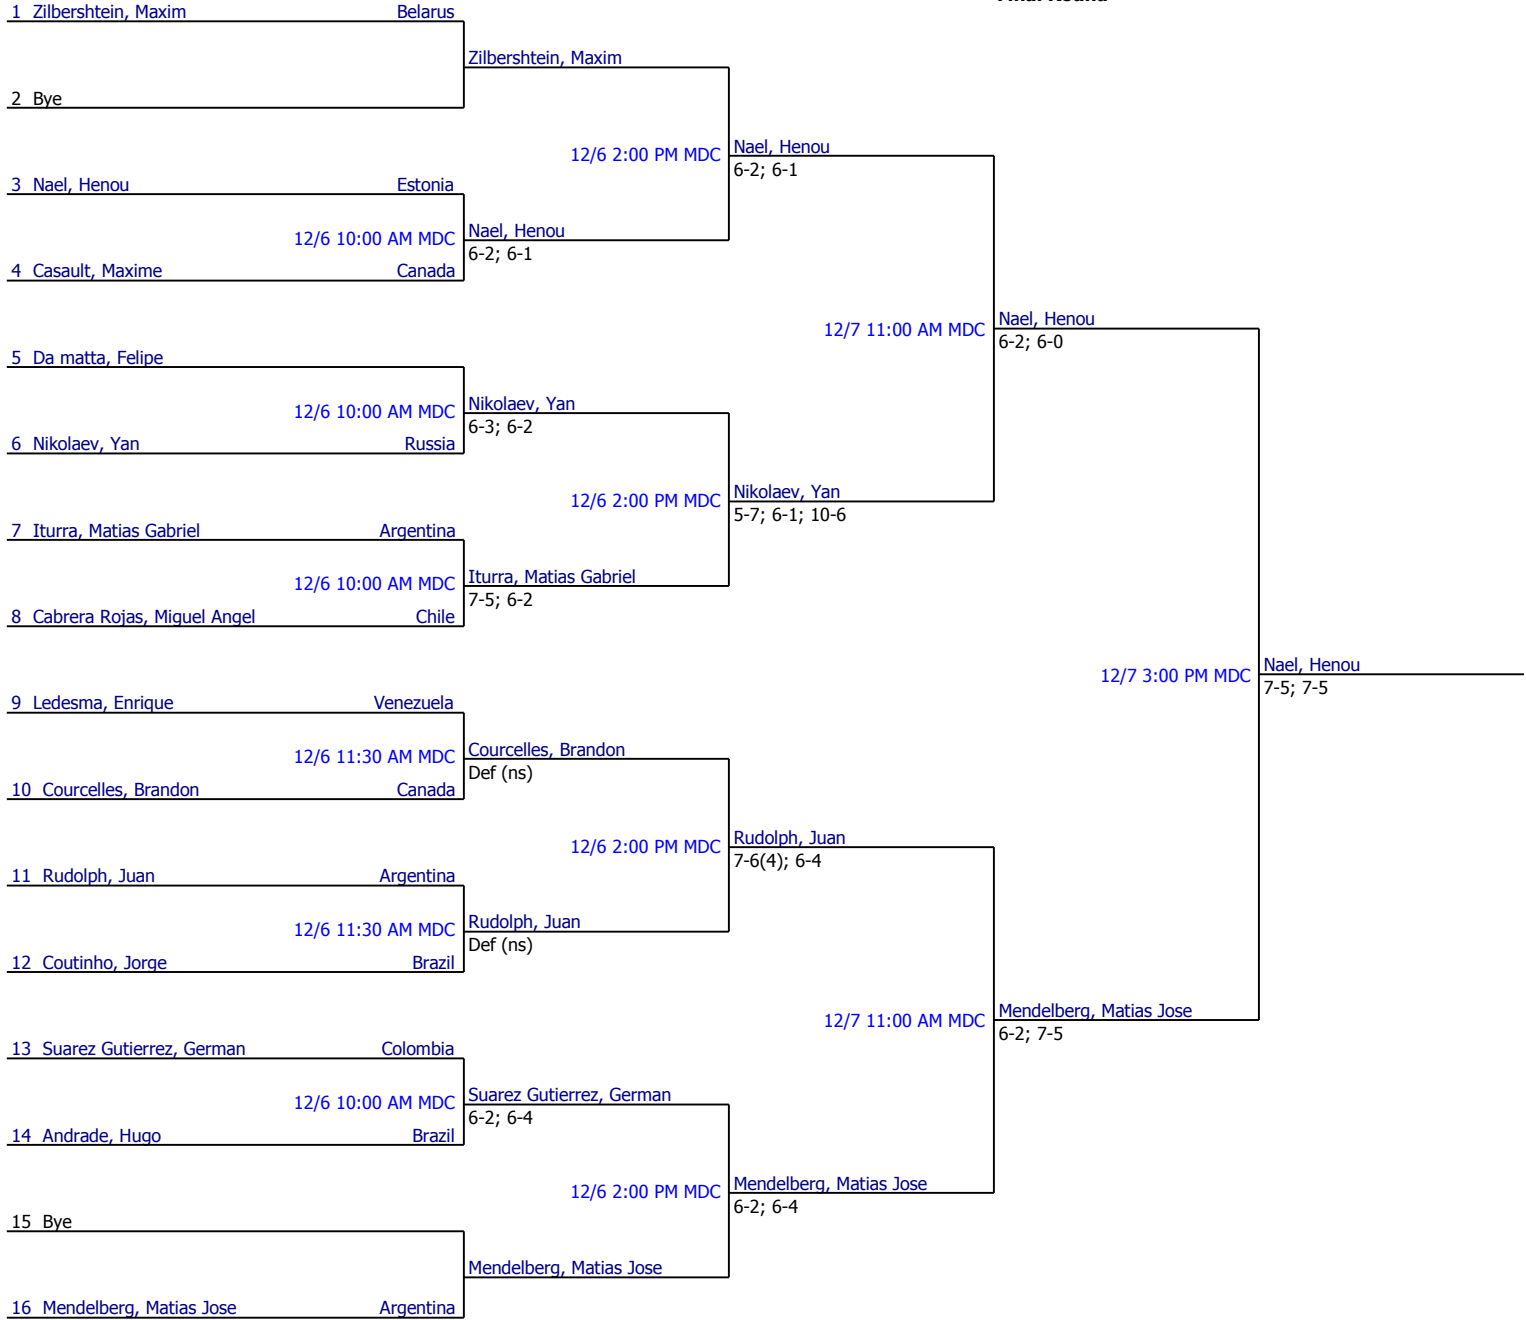 1 Zilbershtein, Maxim Belarus
Zilbershtein, Maxim
2 Bye
12/6 2:00 PM MDC Nael, Henou
6-2; 6-1
3 Nael, Henou Estonia
12/6 10:00 AM MDC Nael, Henou
6-2; 6-1
4 Casault, Maxime Canada
12/7 11:00 AM MDC Nael, Henou
6-2; 6-0
5 Da matta, Felipe
12/6 10:00 AM MDC Nikolaev, Yan
6-3; 6-2
6 Nikolaev, Yan Russia
12/6 2:00 PM MDC Nikolaev, Yan
5-7; 6-1; 10-6
7 Iturra, Matias Gabriel Argentina
12/6 10:00 AM MDC Iturra, Matias Gabriel
7-5; 6-2
8 Cabrera Rojas, Miguel Angel Chile
12/7 3:00 PM MDC Nael, Henou
7-5; 7-5
9 Ledesma, Enrique Venezuela
12/6 11:30 AM MDC Courcelles, Brandon
Def (ns)
10 Courcelles, Brandon Canada
12/6 2:00 PM MDC Rudolph, Juan
7-6(4); 6-4
11 Rudolph, Juan Argentina
12/6 11:30 AM MDC Rudolph, Juan
Def (ns)
12 Coutinho, Jorge Brazil
12/7 11:00 AM MDC Mendelberg, Matias Jose
6-2; 7-5
13 Suarez Gutierrez, German Colombia
12/6 10:00 AM MDC Suarez Gutierrez, German
6-2; 6-4
14 Andrade, Hugo Brazil
12/6 2:00 PM MDC Mendelberg, Matias Jose
6-2; 6-4
15 Bye
Mendelberg, Matias Jose
16 Mendelberg, Matias Jose Argentina